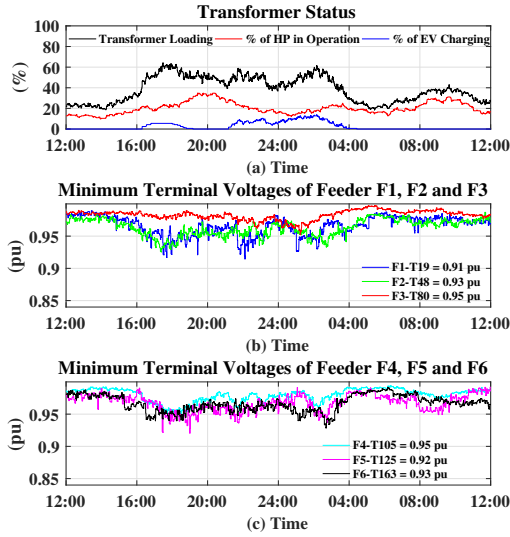 Transformer Status
100
80
60
40
20
0
(%)
Transformer Loading
% of HP in Operation
% of EV Charging
12:00 16:00 20:00 24:00 04:00 08:00 12:00
(a) Time
Minimum Terminal Voltages of Feeder F1, F2 and F3
0.95
0.9
0.85
(pu)
F1-T19 = 0.91 pu
F2-T48 = 0.93 pu
F3-T80 = 0.95 pu
12:00 16:00 20:00 24:00 04:00 08:00 12:00
(b) Time
Minimum Terminal Voltages of Feeder F4, F5 and F6
0.95
0.9
0.85
(pu)
F4-T105 = 0.95 pu
F5-T125 = 0.92 pu
F6-T163 = 0.93 pu
12:00 16:00 20:00 24:00 04:00 08:00 12:00
(c) Time